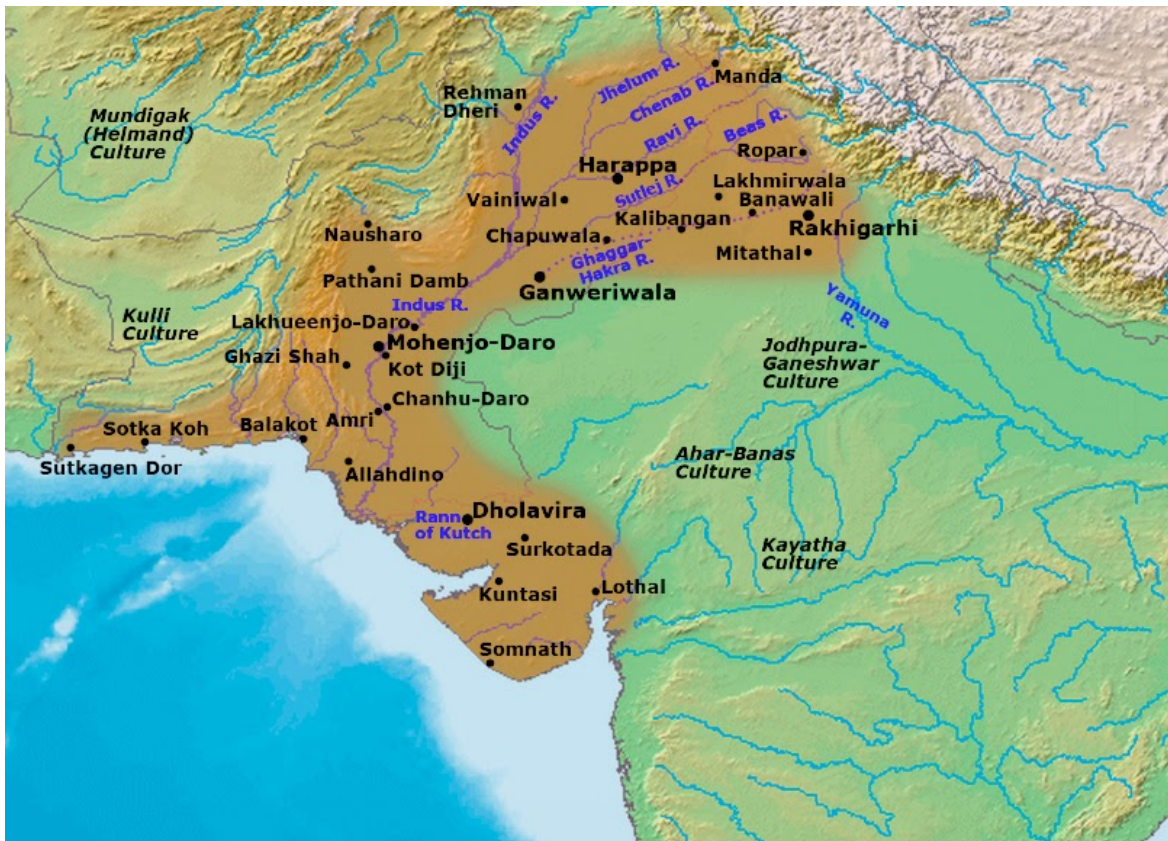 Mundigak
(Helmand)
Culture
Rehman
Dheri
Indus R.
Jhelum R.
Chenab R.
Manda
Ravi R.
Beas R.
Ropar
Harappa
Sutlej R.
Lakhmirwala
Banawali
Vainiwal
Kalibangan
Rakhigarhi
Nausharo
Chapuwala
Ghaggar-
Hakra R.
Mitathal
Pathani Damb
Ganweriwala
Yamuna
R.
Indus R.
Kulli
Culture
Lakhueenjo-Daro
Mohenjo-Daro
Ghazi Shah
Kot Diji
Jodhpura-
Ganeshwar
Culture
Chanhu-Daro
Amri
Sotka Koh
Balakot
Sutkagen Dor
Allahdino
Ahar-Banas
Culture
Rann
of Kutch
Dholavira
Surkotada
Kayatha
Culture
Kuntasi
Lothal
Somnath